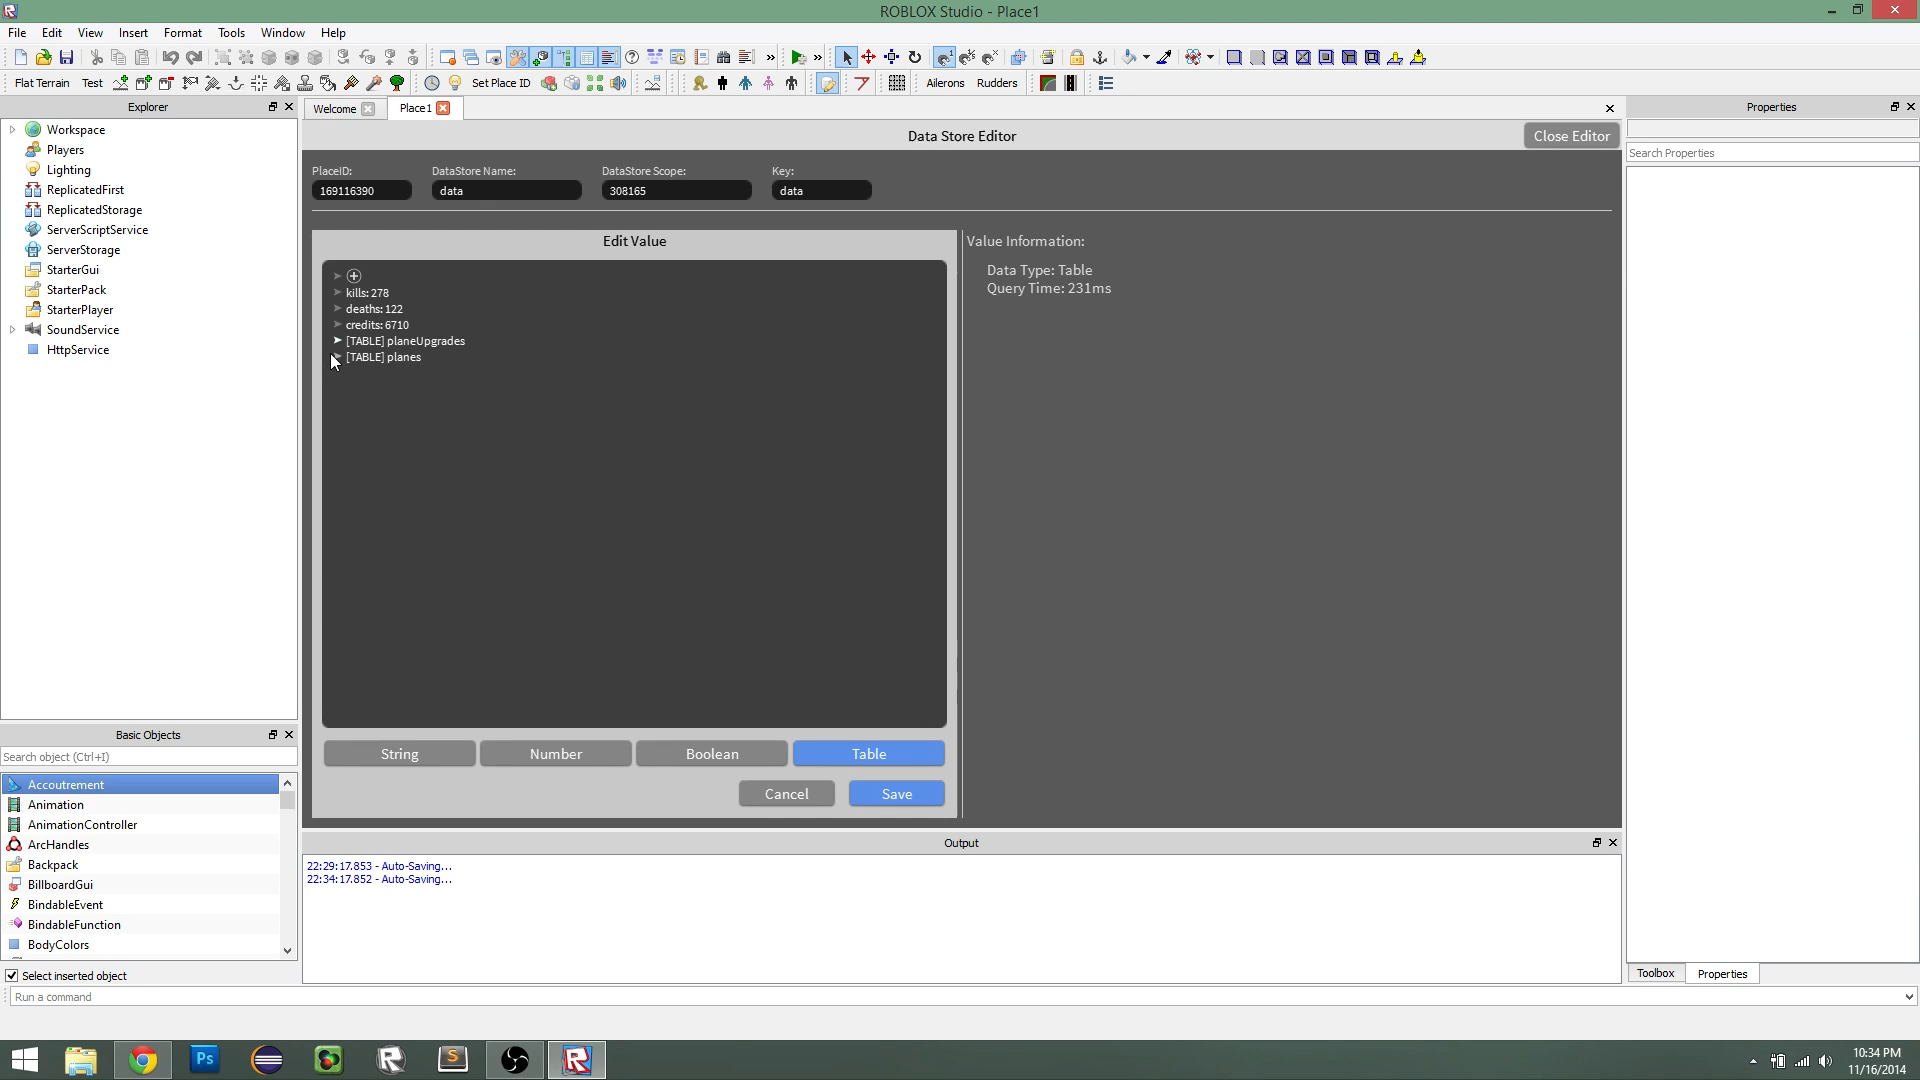 ROBLOX Studio - Place1
File Edit View Insert Format Tools Window Help
Flat Terrain Test Set Place ID Ailerons Rudders
Explorer
Workspace
Players
Lighting
ReplicatedFirst
ReplicatedStorage
ServerScriptService
ServerStorage
StarterGui
StarterPack
StarterPlayer
SoundService
HttpService
Basic Objects
Search object (Ctrl+I)
Accoutrement
Animation
AnimationController
ArcHandles
Backpack
BillboardGui
BindableEvent
BindableFunction
BodyColors
Select inserted object
Run a command
Welcome Place1
Data Store Editor
Close Editor
PlaceID: DataStore Name: DataStore Scope: Key:
169116390 data 308165 data
Edit Value
kills: 278
deaths: 122
credits: 6710
[TABLE] planeUpgrades
[TABLE] planes
String Number Boolean Table
Cancel Save
Value Information:
Data Type: Table
Query Time: 231ms
Output
22:29:17.853 - Auto-Saving...
22:34:17.852 - Auto-Saving...
Properties
Search Properties
Toolbox Properties
Ps
S
10:34 PM
11/16/2014